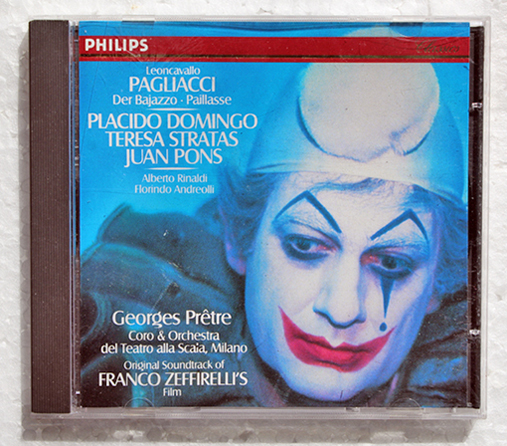 PHILIPS
Leoncavallo
PAGLIACCI
Der Bajazzo · Paillasse
PLACIDO DOMINGO
TERESA STRATAS
JUAN PONS
Alberto Rinaldi
Florindo Andreolli
Georges Prêtre
Coro & Orchestra
del Teatro alla Scala, Milano
Original Soundtrack of
FRANCO ZEFFIRELLI'S
Film